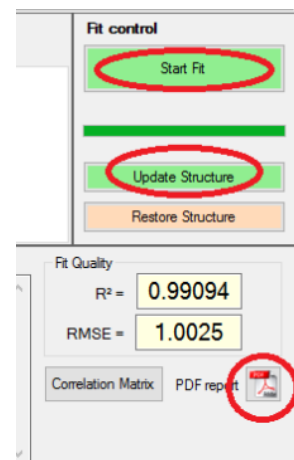 Fit control
Start Fit
Update Structure
Restore Structure
Fit Quality
R² = 0.99094
RMSE = 1.0025
Correlation Matrix PDF report PDF